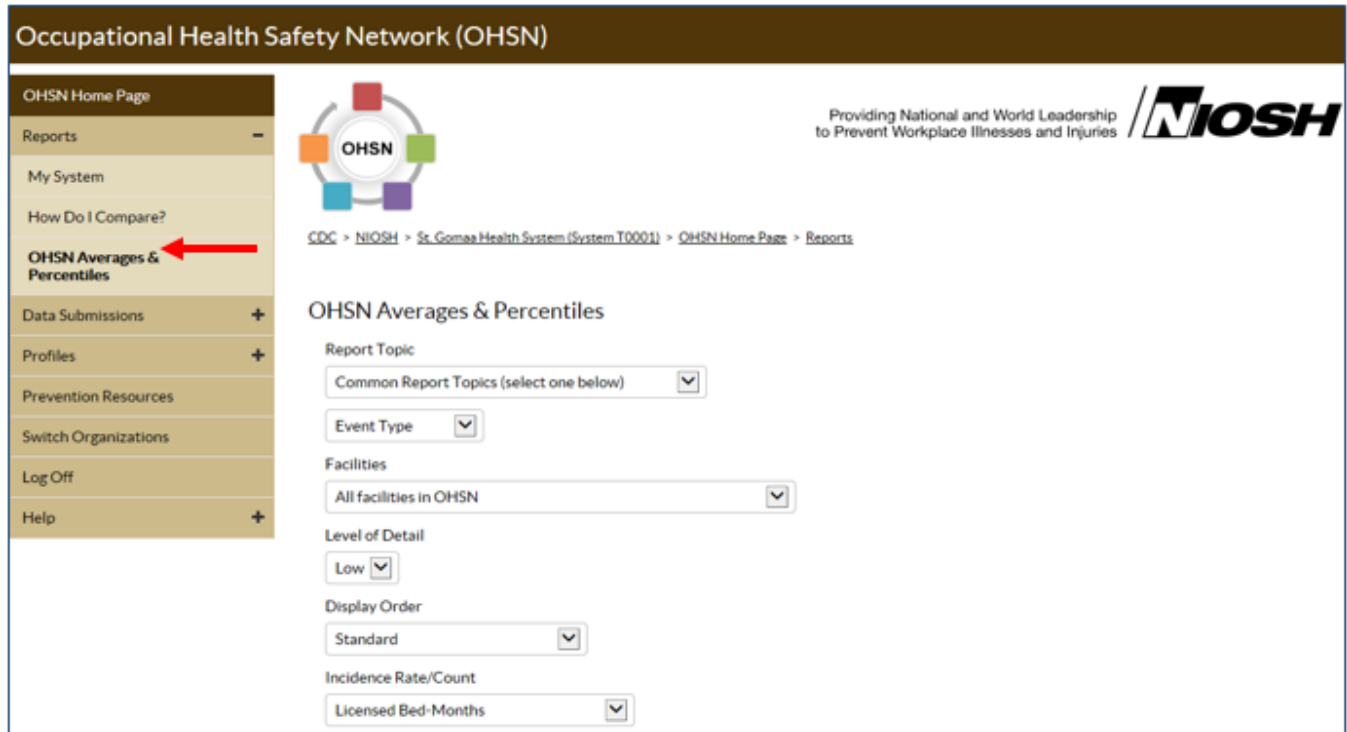 Occupational Health Safety Network (OHSN)
OHSN Home Page
Reports
My System
How Do I Compare?
OHSN Averages &
Percentiles
Data Submissions
Profiles
Prevention Resources
Switch Organizations
Log Off
Help
OHSN
Providing National and World Leadership
to Prevent Workplace Illnesses and Injuries
NIOSH
CDC > NIOSH > St. Gomaa Health System (System T0001) > OHSN Home Page > Reports
OHSN Averages & Percentiles
Report Topic
Common Report Topics (select one below)
Event Type
Facilities
All facilities in OHSN
Level of Detail
Low
Display Order
Standard
Incidence Rate/Count
Licensed Bed-Months